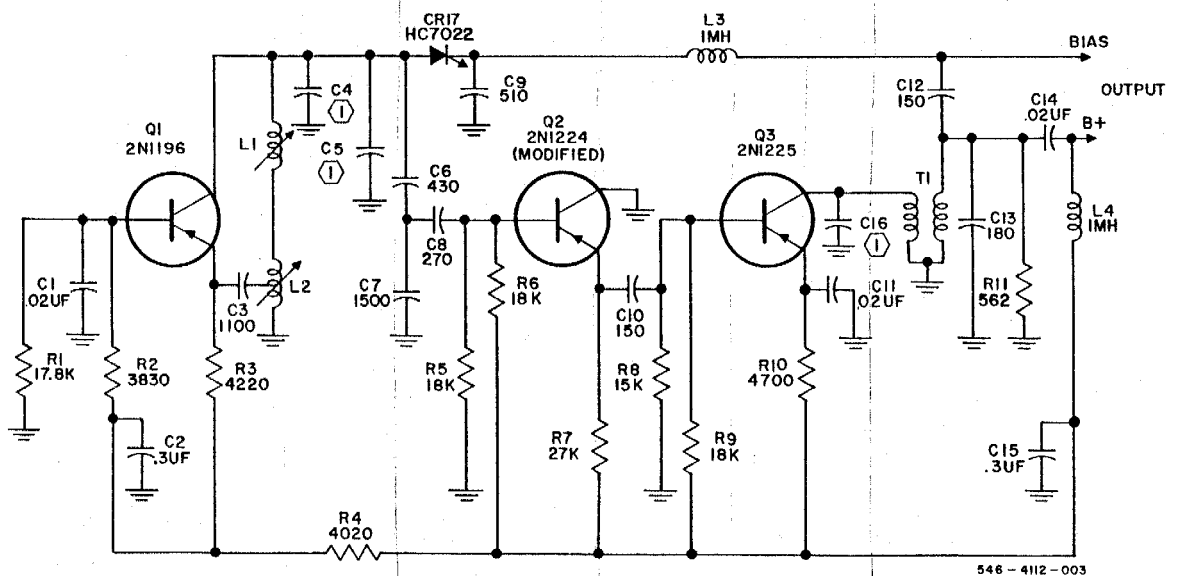 CR17
HC7022
L3
1MH
BIAS
OUTPUT
C4
1
C9
510
C12
150
C14
.02UF
B+
Q1
2N1196
L1
C5
1
Q2
2N1224
(MODIFIED)
Q3
2N1225
C6
430
T1
C8
270
C16
1
C13
180
L4
1MH
C1
.02UF
C3
1100
L2
C7
1500
R6
18K
C10
150
C11
.02UF
R11
562
R1
17.8K
R2
3830
R3
4220
R5
18K
R8
15K
R10
4700
C2
.3UF
R7
27K
R9
18K
C15
.3UF
R4
4020
546-4112-003